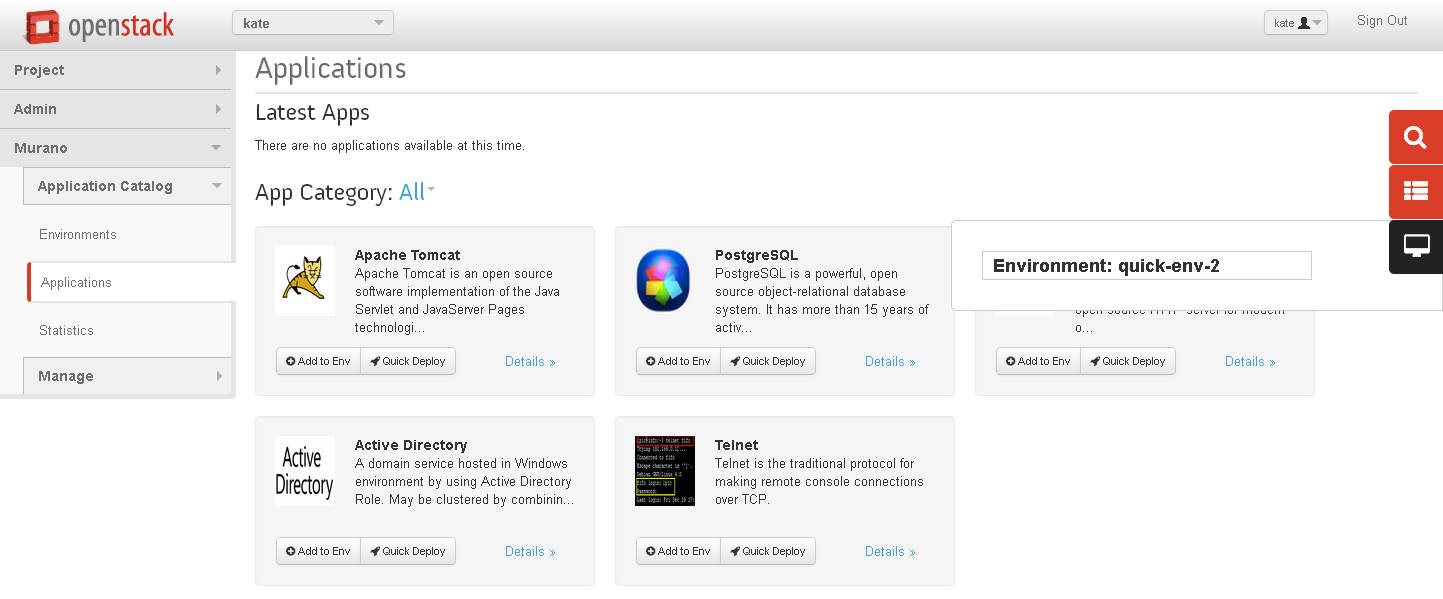 openstack
kate
kate
Sign Out
Project
Admin
Murano
Application Catalog
Environments
Applications
Statistics
Manage
Applications
Latest Apps
There are no applications available at this time.
App Category: All
Apache Tomcat
Apache Tomcat is an open source
software implementation of the Java
Servlet and JavaServer Pages
technologi...
Add to Env
Quick Deploy
Details »
PostgreSQL
PostgreSQL is a powerful, open
source object-relational database
system. It has more than 15 years of
activ...
Add to Env
Quick Deploy
Details »
Environment: quick-env-2
open-source HTTP server for modern
o...
Add to Env
Quick Deploy
Details »
Active
Directory
Active Directory
A domain service hosted in Windows
environment by using Active Directory
Role. May be clustered by combinin...
Add to Env
Quick Deploy
Details »
Telnet
Telnet is the traditional protocol for
making remote console connections
over TCP.
Add to Env
Quick Deploy
Details »